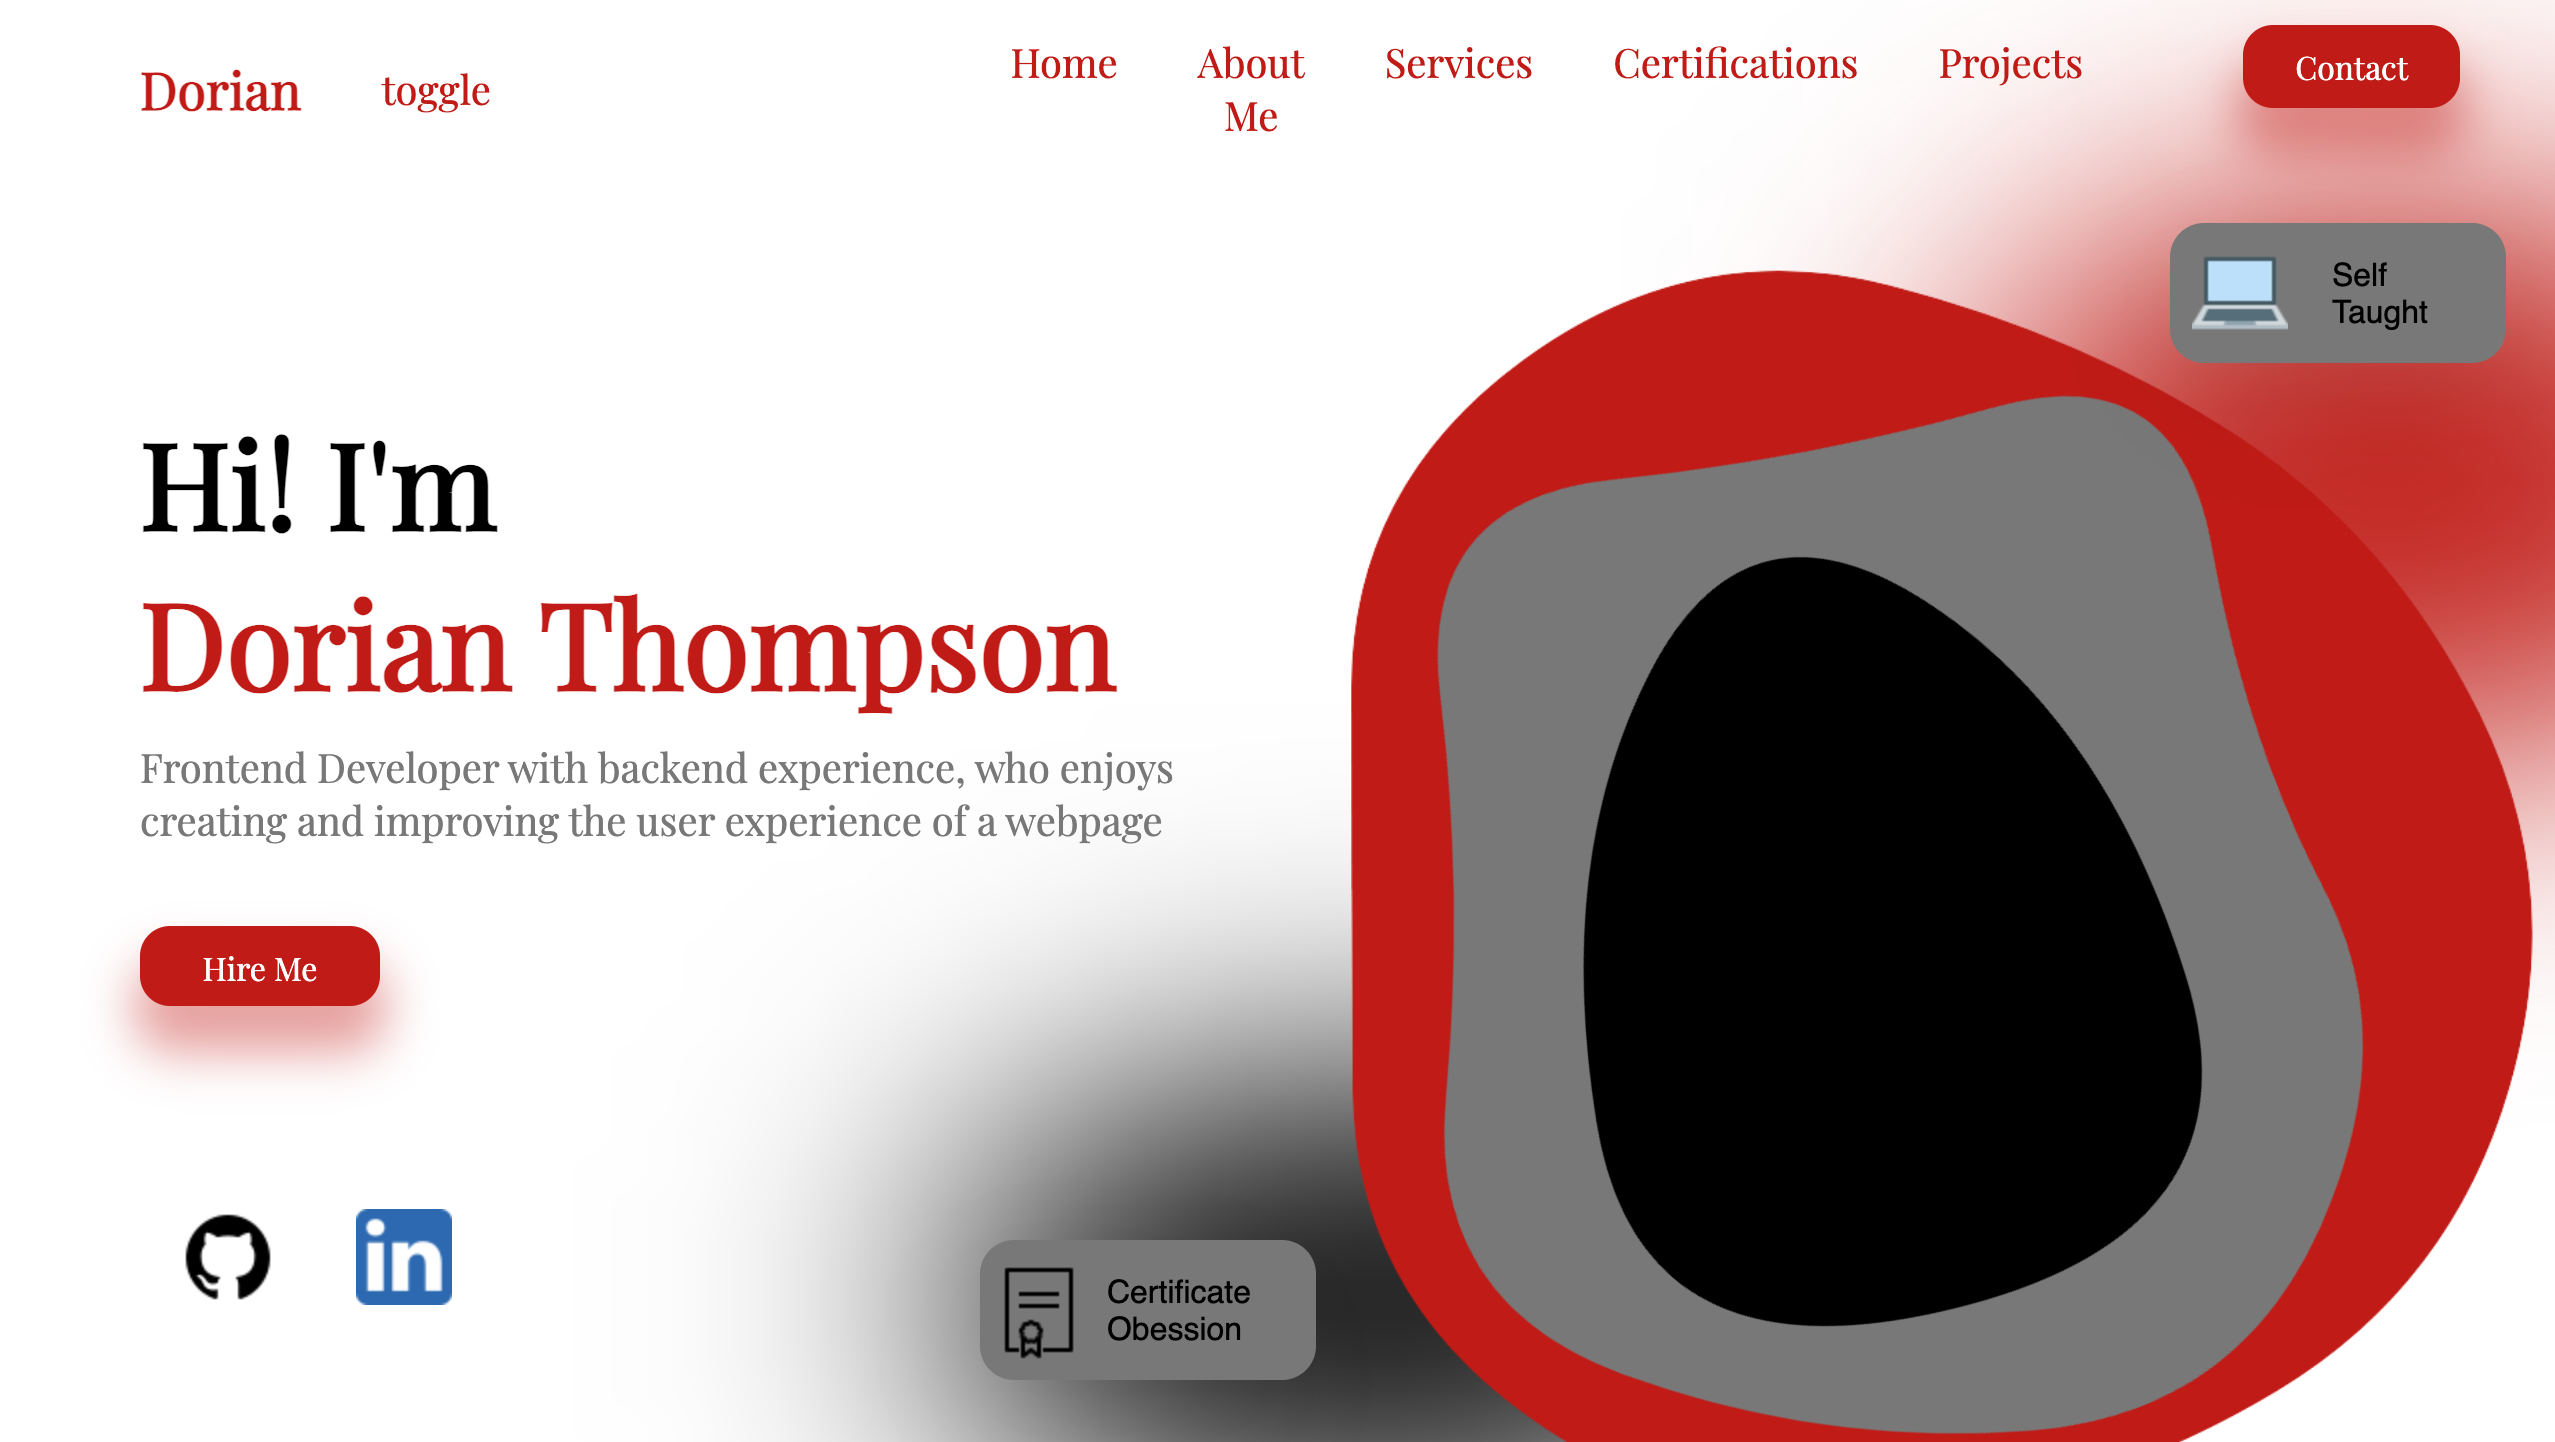 Dorian
toggle
Home
About
Me
Services
Certifications
Projects
Contact
Self
Taught
Hi! I'm
Dorian Thompson
Frontend Developer with backend experience, who enjoys
creating and improving the user experience of a webpage
Hire Me
in
Certificate
Obession